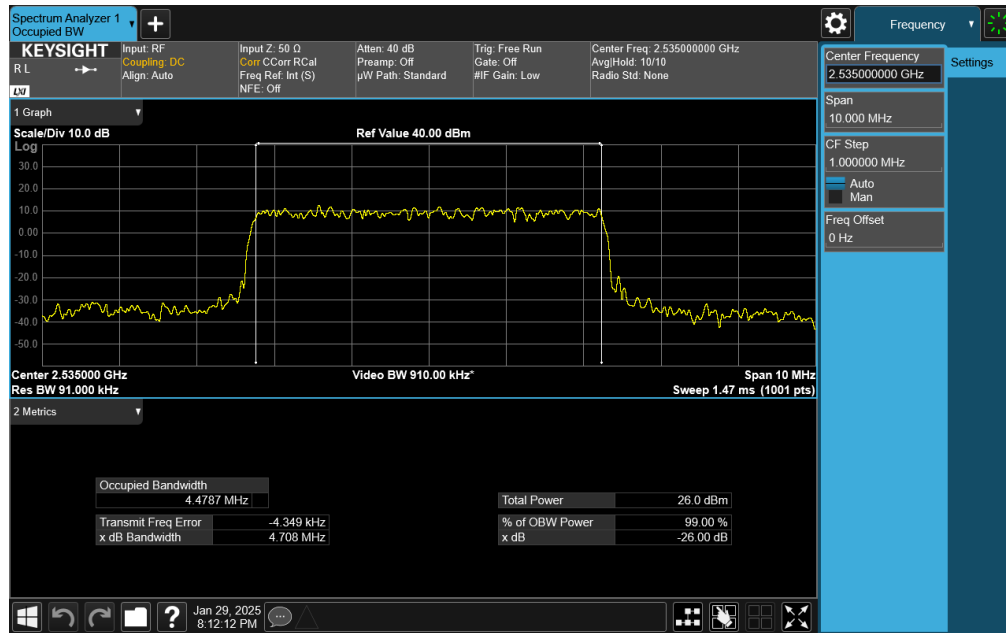 Spectrum Analyzer 1
Occupied BW
Frequency
KEYSIGHT
R L
LXI
Input: RF
Coupling: DC
Align: Auto
Input Z: 50 Ω
Corr CCorr RCal
Freq Ref: Int (S)
NFE: Off
Atten: 40 dB
Preamp: Off
µW Path: Standard
Trig: Free Run
Gate: Off
#IF Gain: Low
Center Freq: 2.535000000 GHz
Avg|Hold: 10/10
Radio Std: None
Center Frequency
2.535000000 GHz
Settings
Span
10.000 MHz
CF Step
1.000000 MHz
Auto
Man
Freq Offset
0 Hz
1 Graph
Scale/Div 10.0 dB
Ref Value 40.00 dBm
Log
30.0
20.0
10.0
0.00
-10.0
-20.0
-30.0
-40.0
-50.0
Center 2.535000 GHz
Video BW 910.00 kHz*
Span 10 MHz
Res BW 91.000 kHz
Sweep 1.47 ms (1001 pts)
2 Metrics
Occupied Bandwidth
4.4787 MHz
Total Power 26.0 dBm
Transmit Freq Error -4.349 kHz
% of OBW Power 99.00 %
x dB Bandwidth 4.708 MHz
x dB -26.00 dB
Jan 29, 2025
8:12:12 PM